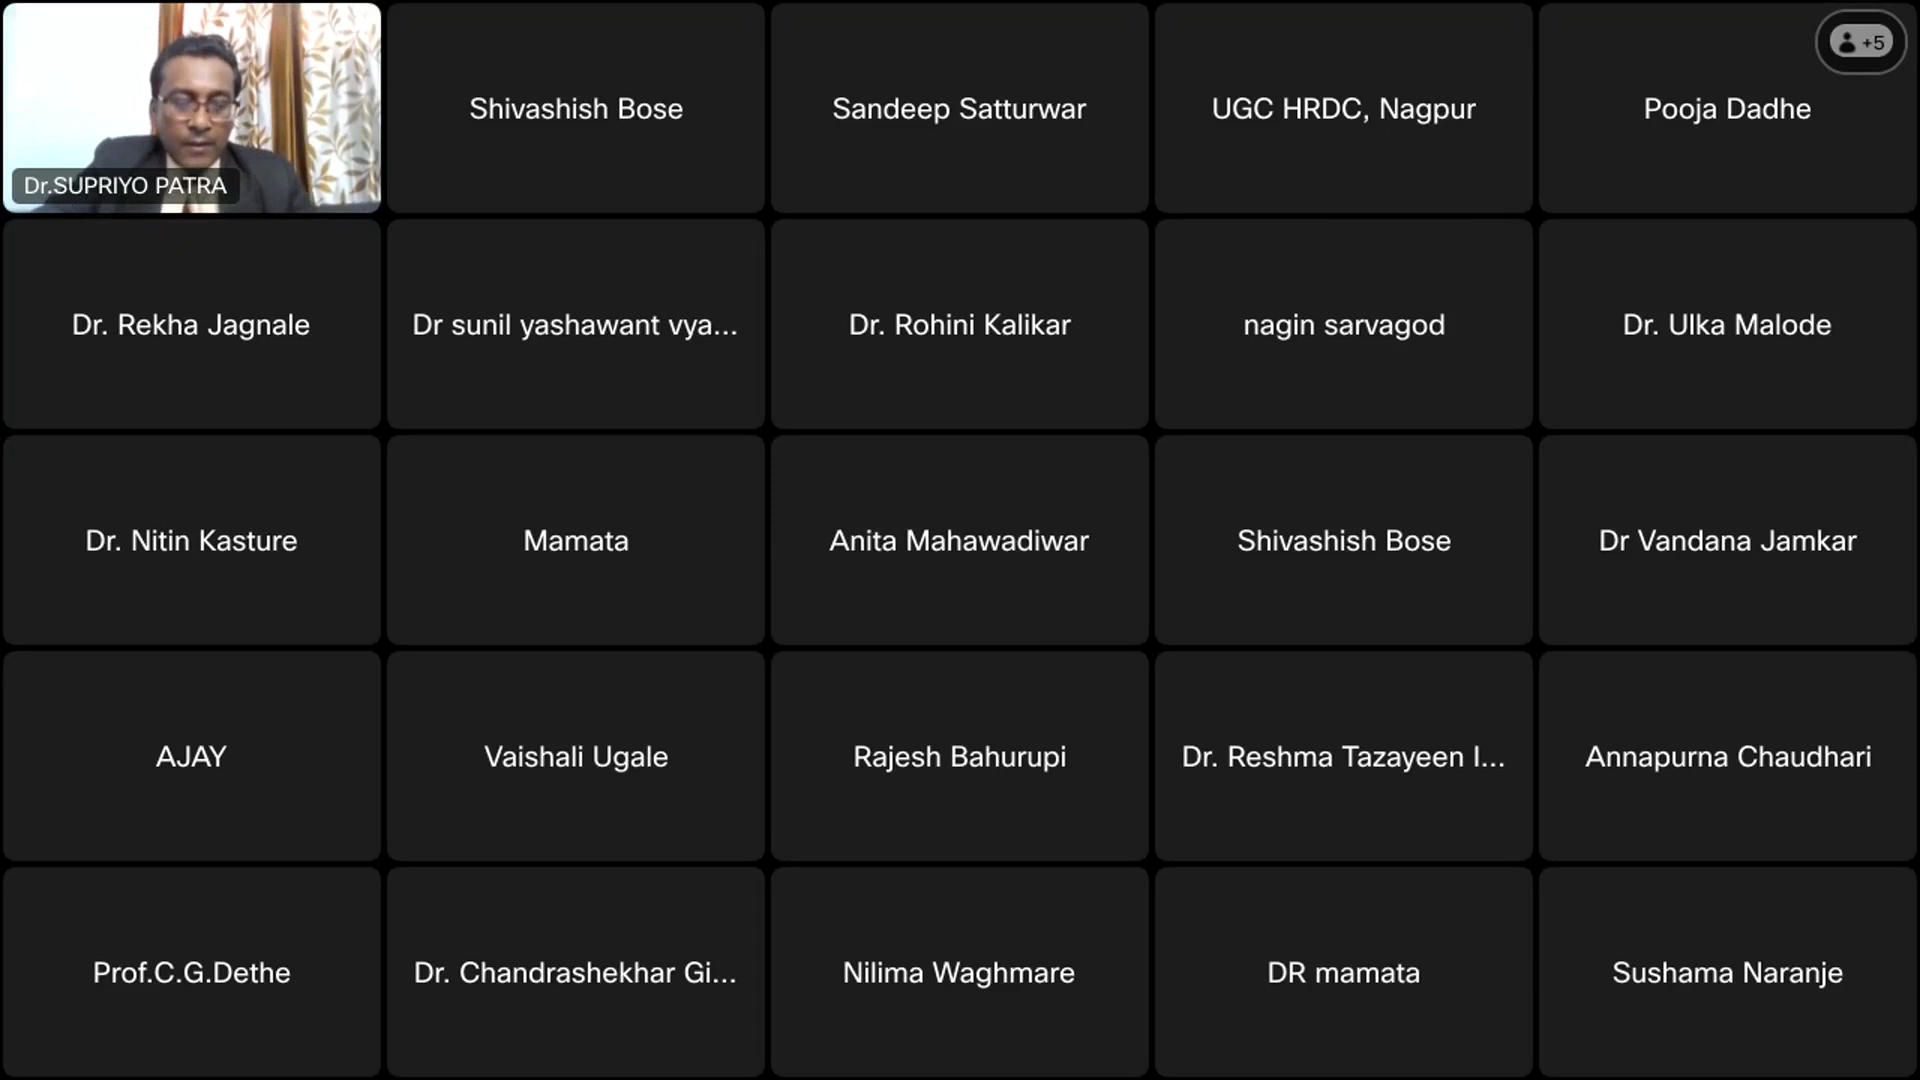 Dr.SUPRIYO PATRA
Shivashish Bose
Sandeep Satturwar
UGC HRDC, Nagpur
Pooja Dadhe
+5
Dr. Rekha Jagnale
Dr sunil yashawant vya...
Dr. Rohini Kalikar
nagin sarvagod
Dr. Ulka Malode
Dr. Nitin Kasture
Mamata
Anita Mahawadiwar
Shivashish Bose
Dr Vandana Jamkar
AJAY
Vaishali Ugale
Rajesh Bahurupi
Dr. Reshma Tazayeen I...
Annapurna Chaudhari
Prof.C.G.Dethe
Dr. Chandrashekhar Gi...
Nilima Waghmare
DR mamata
Sushama Naranje